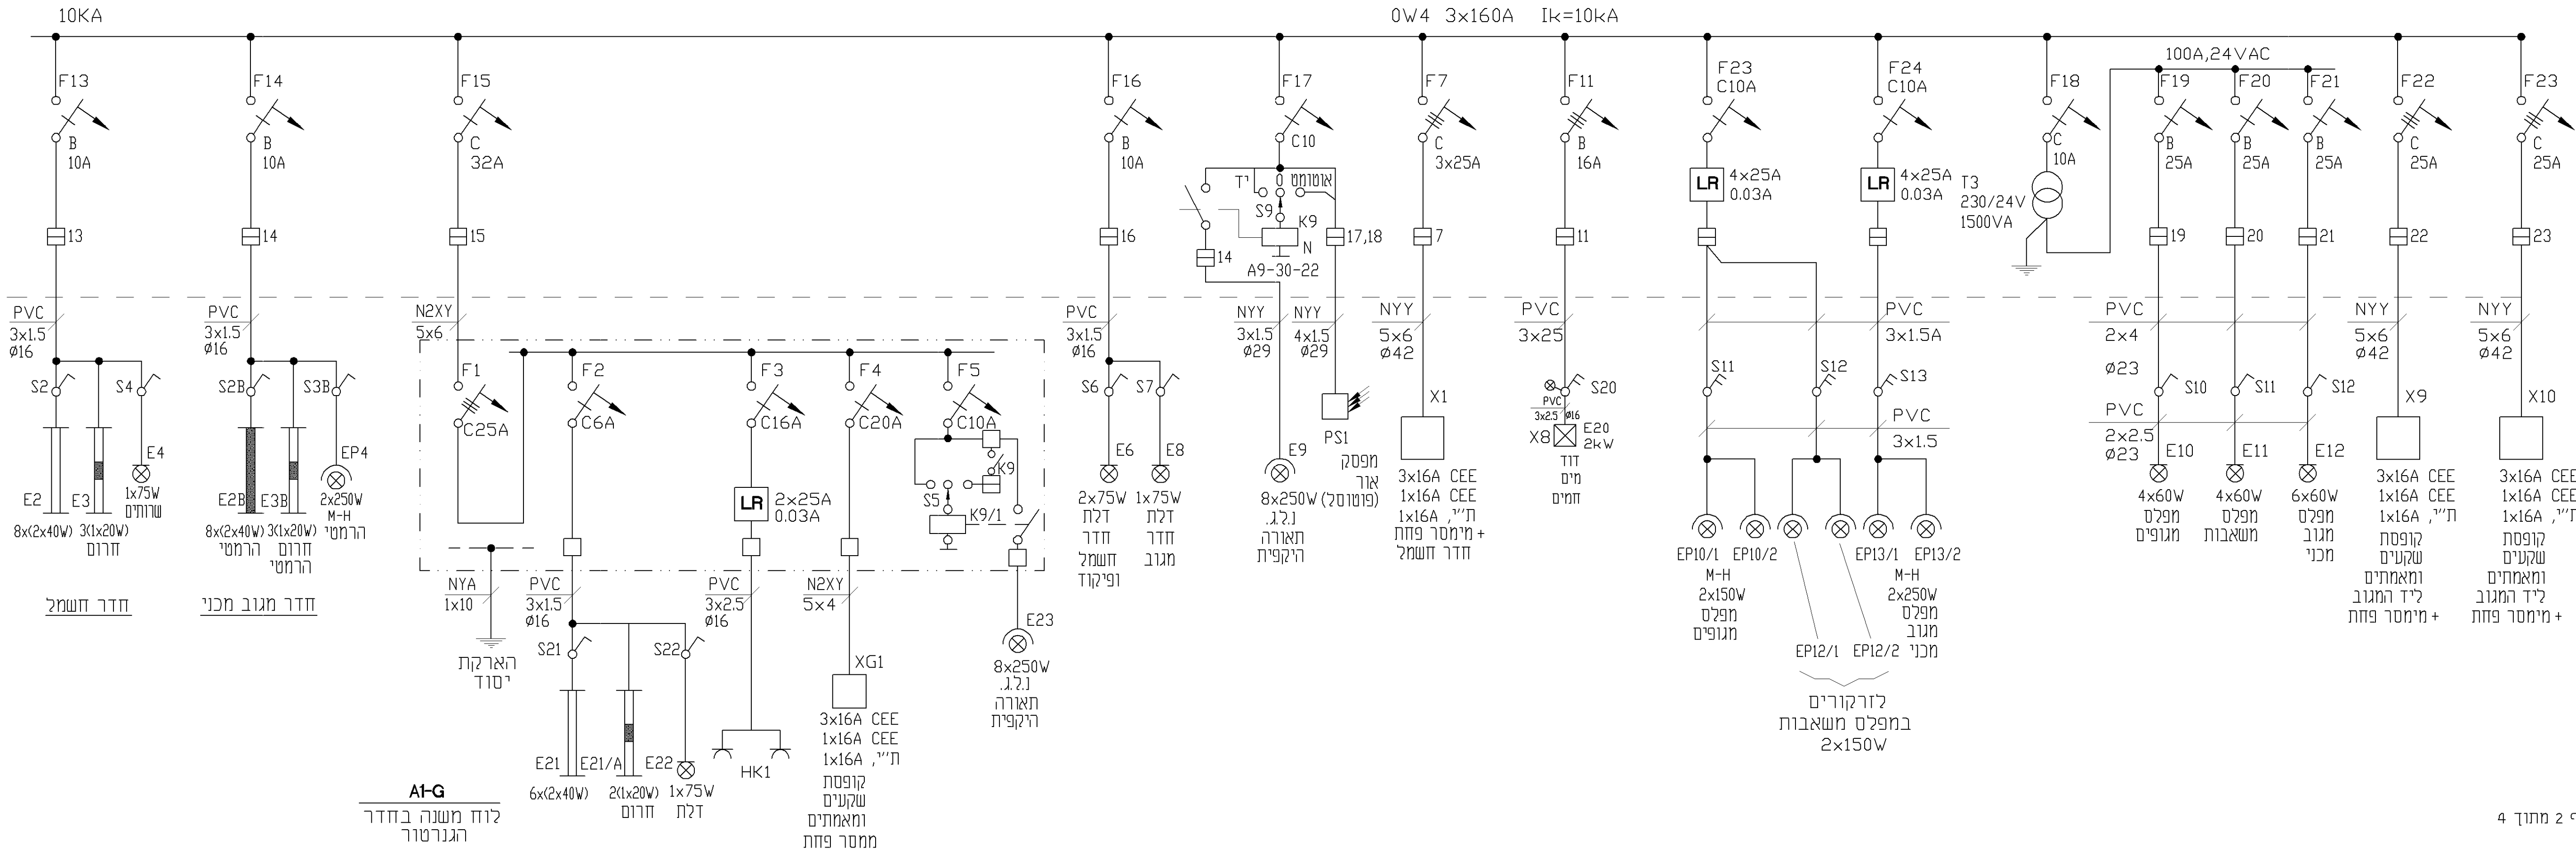 10KA
0W4 3x160A Ik=10kA
100A,24VAC
F13
B
10A
13
PVC
3x1.5
Ø16
S2
S4
E4
1x75W
שרותים
E2
E3
8x(2x40W)
3(1x20W)
חרום
חדר חשמל
F14
B
10A
14
PVC
3x1.5
Ø16
S2B
S3B
EP4
2x250W
M-H
הרמטי
E2B
E3B
8x(2x40W)
הרמטי
3(1x20W)
חרום
הרמטי
חדר מגוב מכני
F15
C
32A
15
N2XY
5x6
F1
C25A
F2
C6A
F3
C16A
LR
2x25A
0.03A
F4
C20A
F5
C10A
K9
S5
K9/1
NYA
1x10
הארקת
יסוד
PVC
3x1.5
Ø16
S21
S22
E21
E21/A
E22
6x(2x40W)
2(1x20W)
חרום
1x75W
דלת
PVC
3x2.5
Ø16
HK1
N2XY
5x4
XG1
3x16A CEE
1x16A CEE
1x16A ,ת"י
קופסת
שקעים
ומאמתים
ממסר פחת
E23
8x250W
נ.ל.ג.
תאורה
היקפית
A1-G
לוח משנה בחדר
הגנרטור
F16
B
10A
16
PVC
3x1.5
Ø16
S6
S7
E6
E8
2x75W
דלת
חדר
חשמל
ופיקוד
1x75W
דלת
חדר
מגוב
F17
C10
יד
0
אוטומט
S9
K9
N
A9-30-22
14
17,18
NYY
3x1.5
Ø29
NYY
4x1.5
Ø29
E9
8x250W
נ.ל.ג.
תאורה
היקפית
PS1
מפסק
אור
(פוטוסל)
F7
C
3x25A
7
NYY
5x6
Ø42
X1
3x16A CEE
1x16A CEE
1x16A ,ת"י
+ מימסר פחת
חדר חשמל
F11
B
16A
11
PVC
3x25
S20
PVC
3x2.5
Ø16
X8
E20
2kW
דוד
מים
חמים
F23
C10A
LR
4x25A
0.03A
F24
C10A
LR
4x25A
0.03A
PVC
3x1.5A
S11
S12
S13
PVC
3x1.5
EP10/1
EP10/2
EP13/1
EP13/2
M-H
2x150W
מפלס
מגופים
M-H
2x250W
מפלס
מגוב
מכני
EP12/1
EP12/2
לזרקורים
במפלס משאבות
2x150W
F18
C
10A
T3
230/24V
1500VA
F19
B
25A
19
F20
B
25A
20
F21
B
25A
21
PVC
2x4
Ø23
S10
S11
S12
PVC
2x2.5
Ø23
E10
E11
E12
4x60W
מפלס
מגופים
4x60W
מפלס
משאבות
6x60W
מפלס
מגוב
מכני
F22
C
25A
22
NYY
5x6
Ø42
X9
3x16A CEE
1x16A CEE
1x16A ,ת"י
קופסת
שקעים
ומאמתים
ליד המגוב
+ מימסר פחת
F23
C
25A
23
NYY
5x6
Ø42
X10
3x16A CEE
1x16A CEE
1x16A ,ת"י
קופסת
שקעים
ומאמתים
ליד המגוב
+ מימסר פחת
2 מתוך 4